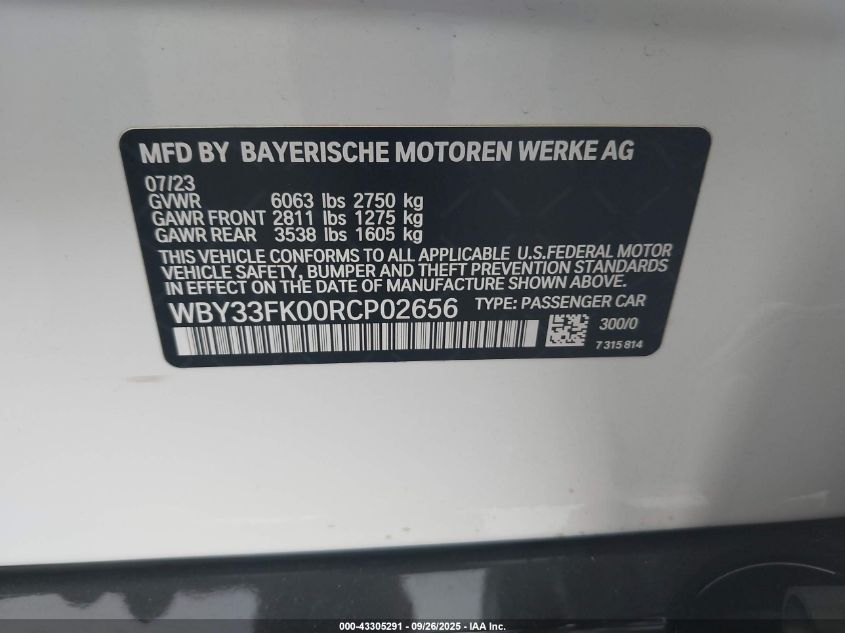 MFD BY BAYERISCHE MOTOREN WERKE AG
07/23
GVWR 6063 lbs 2750 kg
GAWR FRONT 2811 lbs 1275 kg
GAWR REAR 3538 lbs 1605 kg
THIS VEHICLE CONFORMS TO ALL APPLICABLE U.S.FEDERAL MOTOR
VEHICLE SAFETY, BUMPER AND THEFT PREVENTION STANDARDS
IN EFFECT ON THE DATE OF MANUFACTURE SHOWN ABOVE.
WBY33FK00RCP02656 TYPE: PASSENGER CAR
300/0
7 315 814
000-43305291 - 09/26/2025 - WWW.IAAI.COM